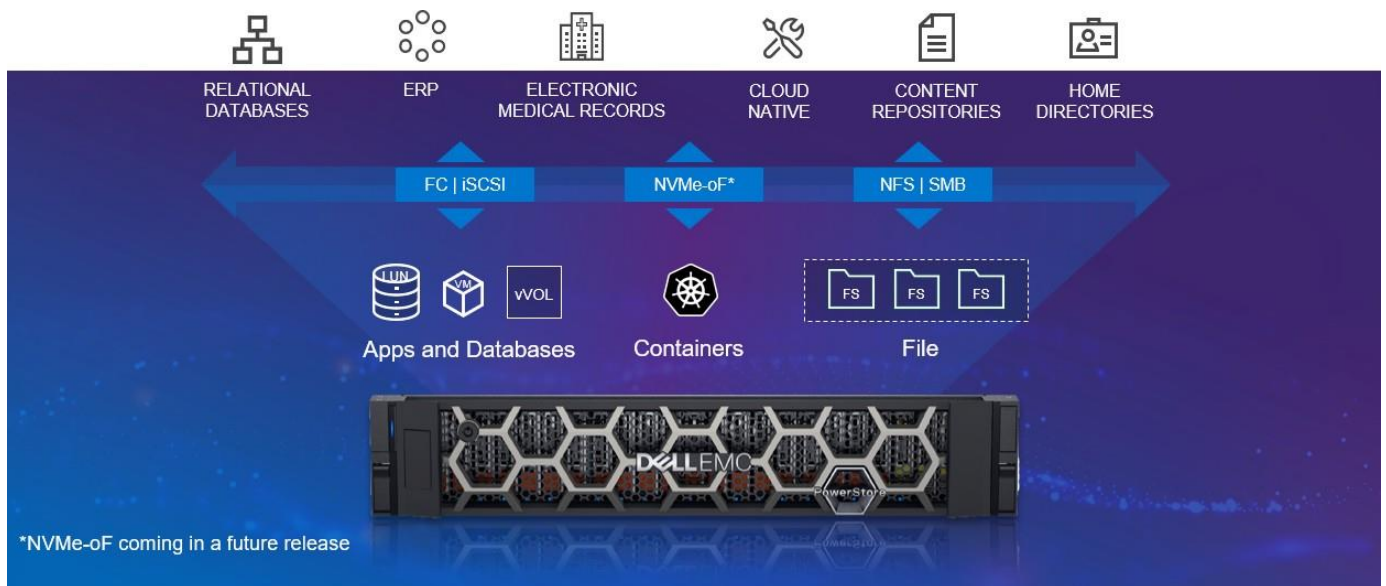 RELATIONAL
DATABASES
ERP
ELECTRONIC
MEDICAL RECORDS
CLOUD
NATIVE
CONTENT
REPOSITORIES
HOME
DIRECTORIES
FC | iSCSI
NVMe-oF*
NFS | SMB
LUN
VM
vVOL
FS
FS
FS
Apps and Databases
Containers
File
DELLEMC
PowerStore
*NVMe-oF coming in a future release